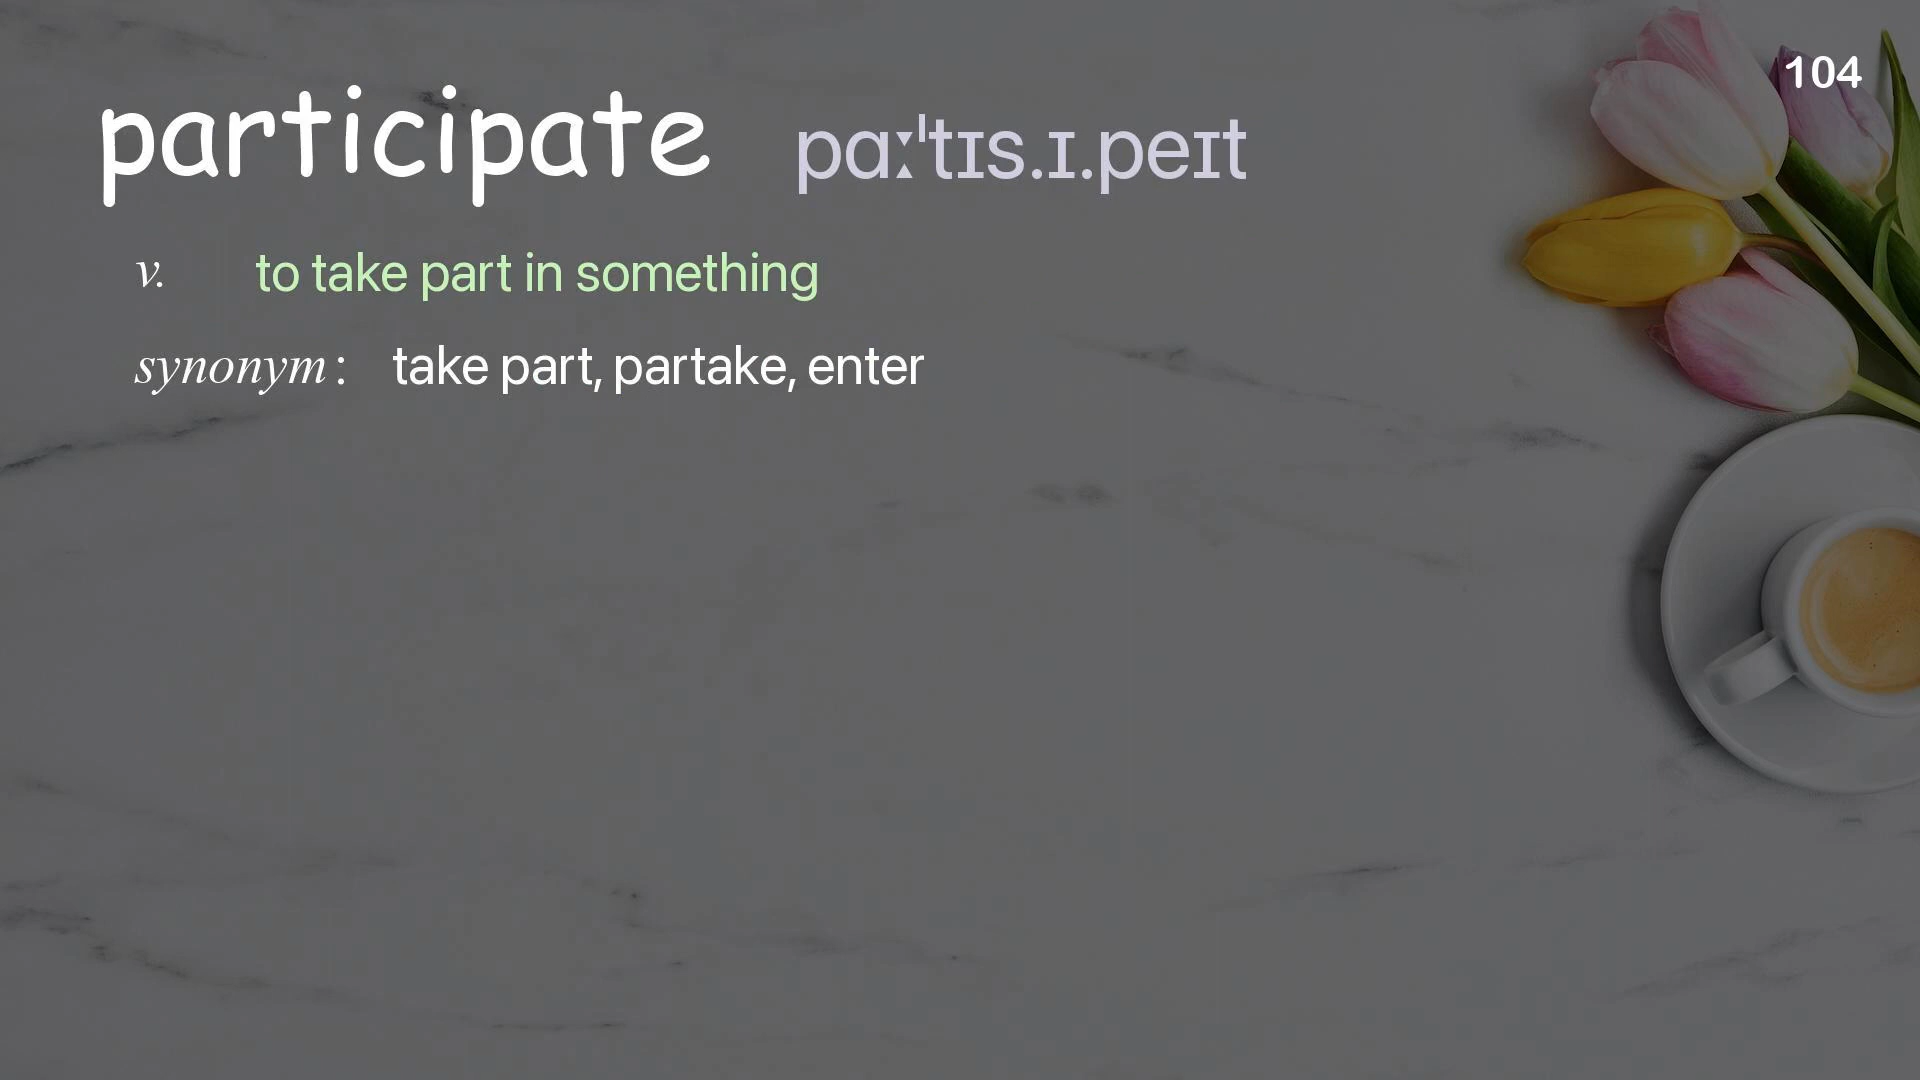 104
participate pɑːˈtɪs.ɪ.peɪt
v. to take part in something
synonym : take part, partake, enter